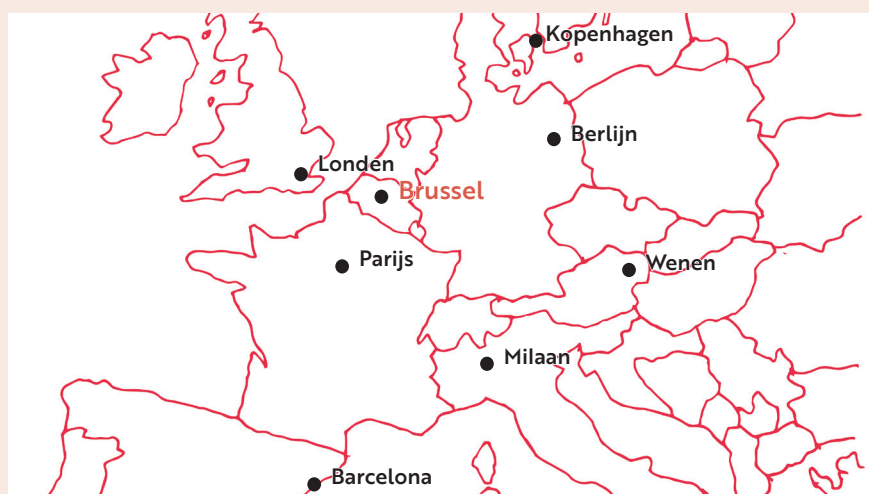 Kopenhagen
Berlijn
Londen
Brussel
Parijs
Wenen
Milaan
Barcelona